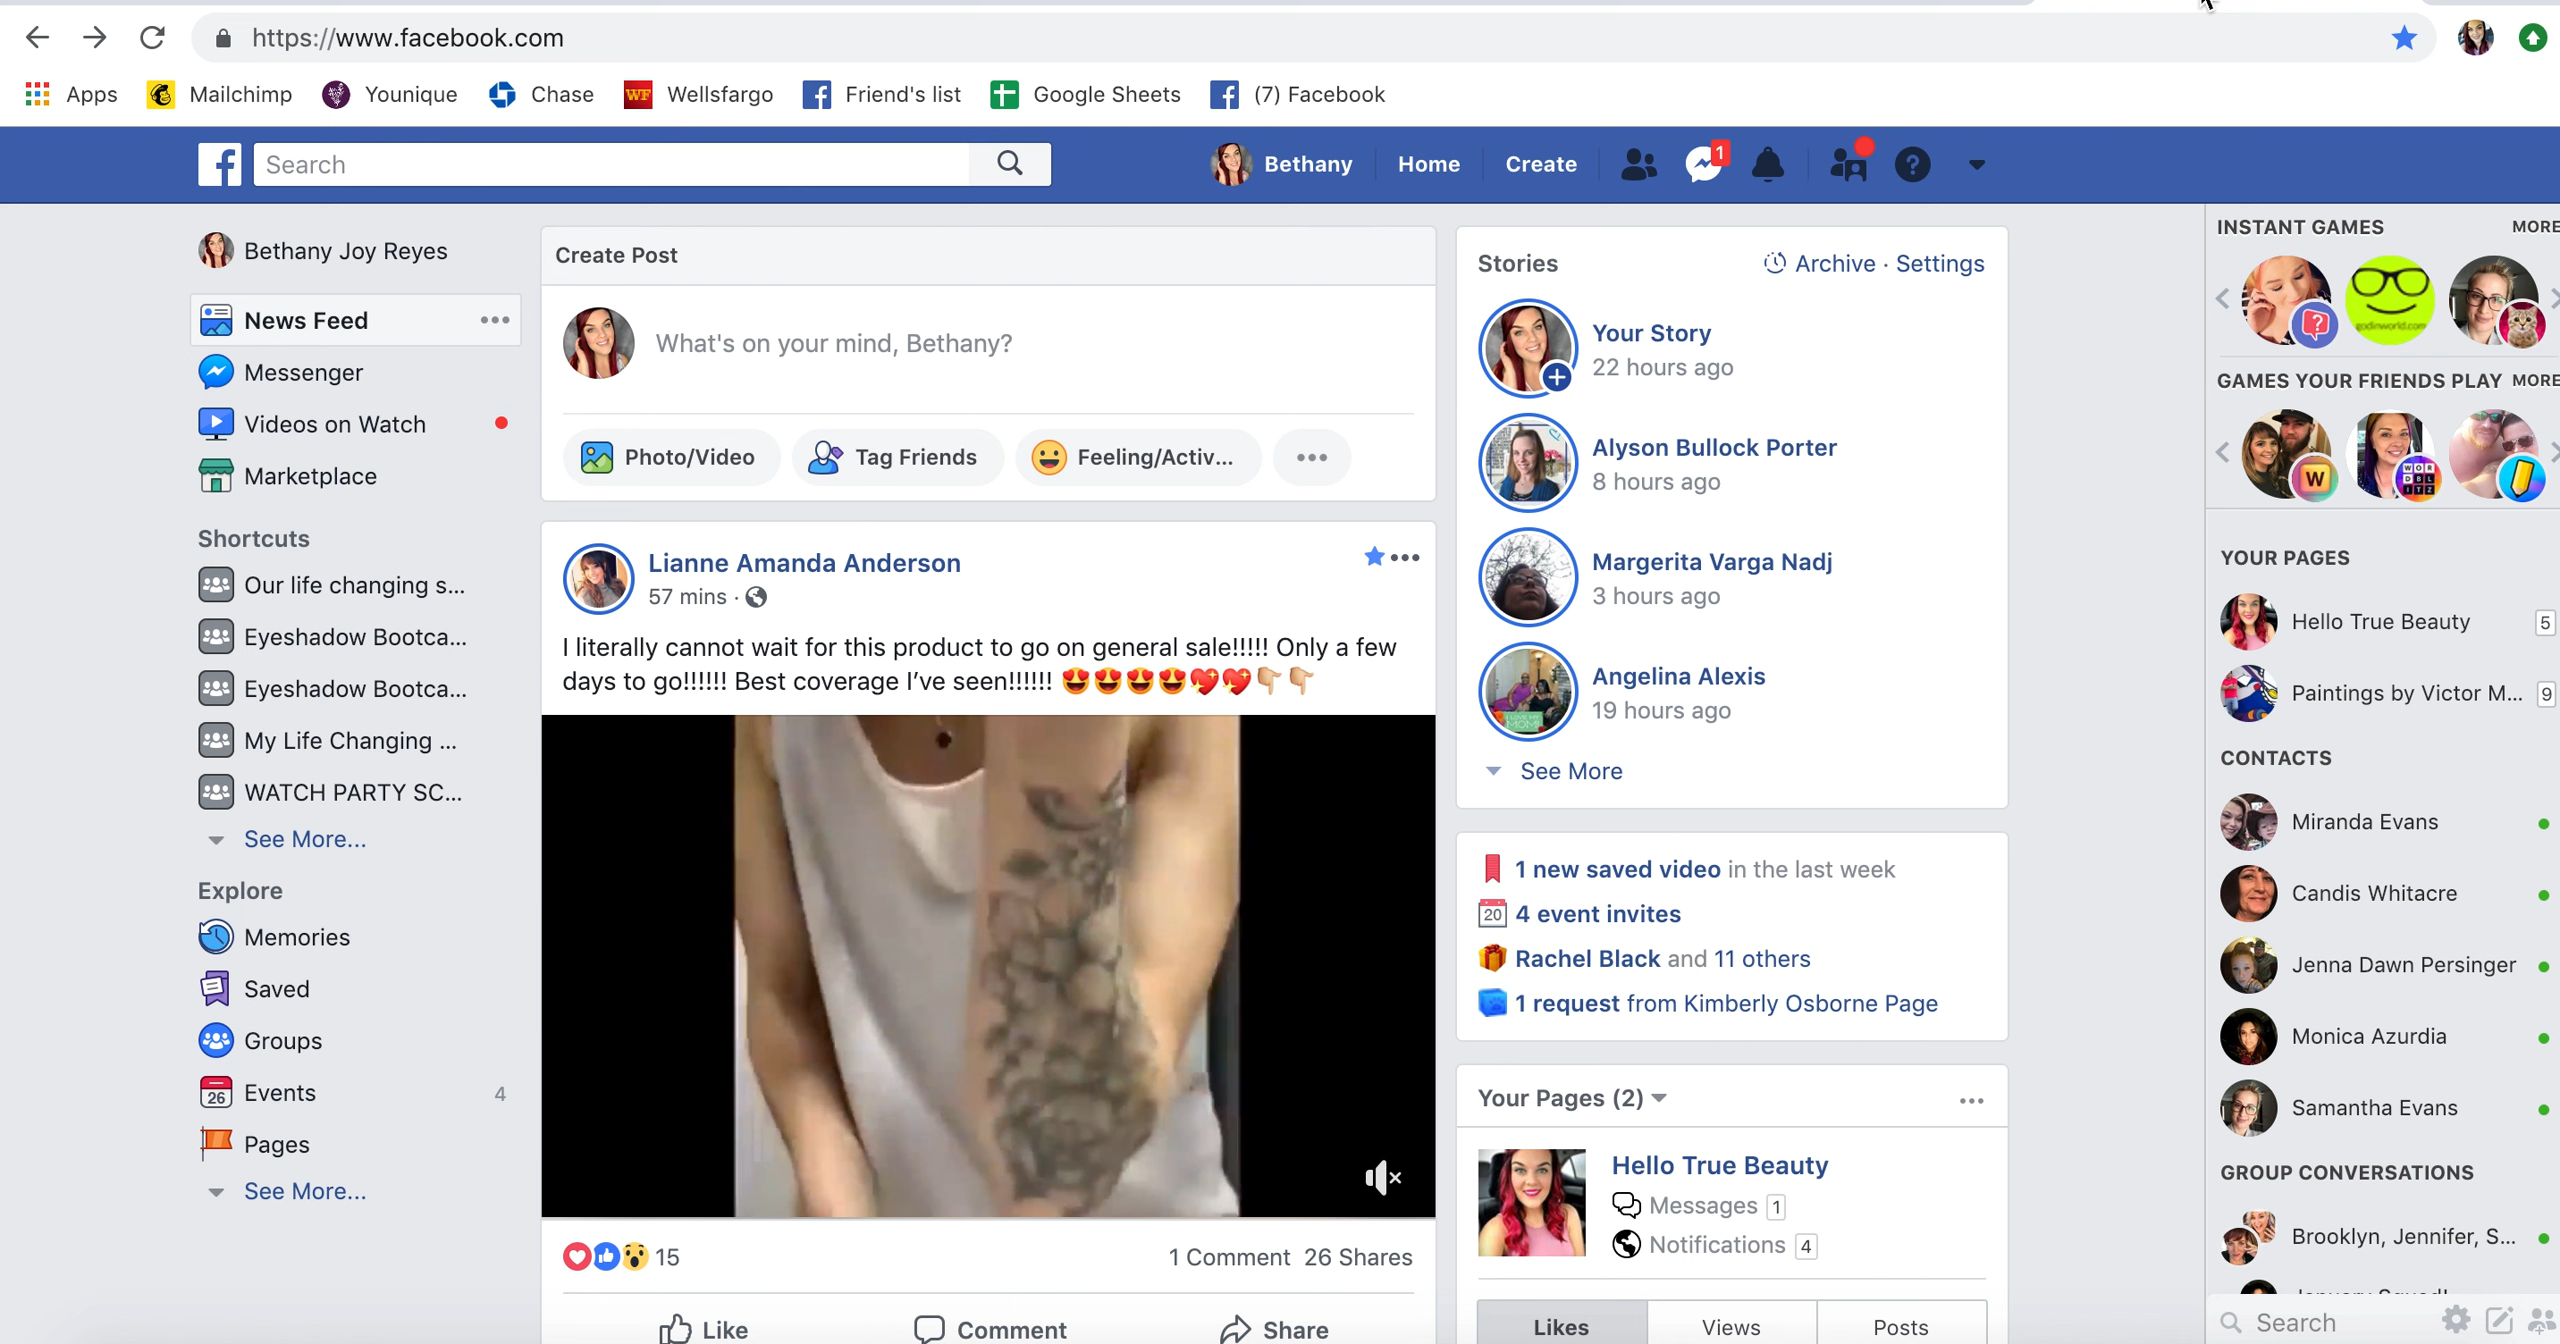 https://www.facebook.com
Apps Mailchimp Younique Chase WF Wellsfargo Friend's list Google Sheets (7) Facebook
Search
Bethany Home Create 1
Bethany Joy Reyes
News Feed
Messenger
Videos on Watch
Marketplace
Shortcuts
Our life changing s...
Eyeshadow Bootca...
Eyeshadow Bootca...
My Life Changing ...
WATCH PARTY SC...
See More...
Explore
Memories
Saved
Groups
26 Events 4
Pages
See More...
Create Post
What's on your mind, Bethany?
Photo/Video Tag Friends Feeling/Activ...
Lianne Amanda Anderson
57 mins ·
I literally cannot wait for this product to go on general sale!!!!! Only a few
days to go!!!!!! Best coverage I’ve seen!!!!!! 😍😍😍😍💖💖👇🏼👇🏼
15 1 Comment 26 Shares
Like Comment Share
Stories Archive · Settings
Your Story
22 hours ago
Alyson Bullock Porter
8 hours ago
Margerita Varga Nadj
3 hours ago
Angelina Alexis
19 hours ago
See More
1 new saved video in the last week
20 4 event invites
Rachel Black and 11 others
1 request from Kimberly Osborne Page
Your Pages (2)
Hello True Beauty
Messages 1
Notifications 4
Likes Views Posts
INSTANT GAMES MORE
godinworld.com
GAMES YOUR FRIENDS PLAY MORE
W
YOUR PAGES
Hello True Beauty 5
Paintings by Victor M... 9
CONTACTS
Miranda Evans
Candis Whitacre
Jenna Dawn Persinger
Monica Azurdia
Samantha Evans
GROUP CONVERSATIONS
Brooklyn, Jennifer, S...
Search